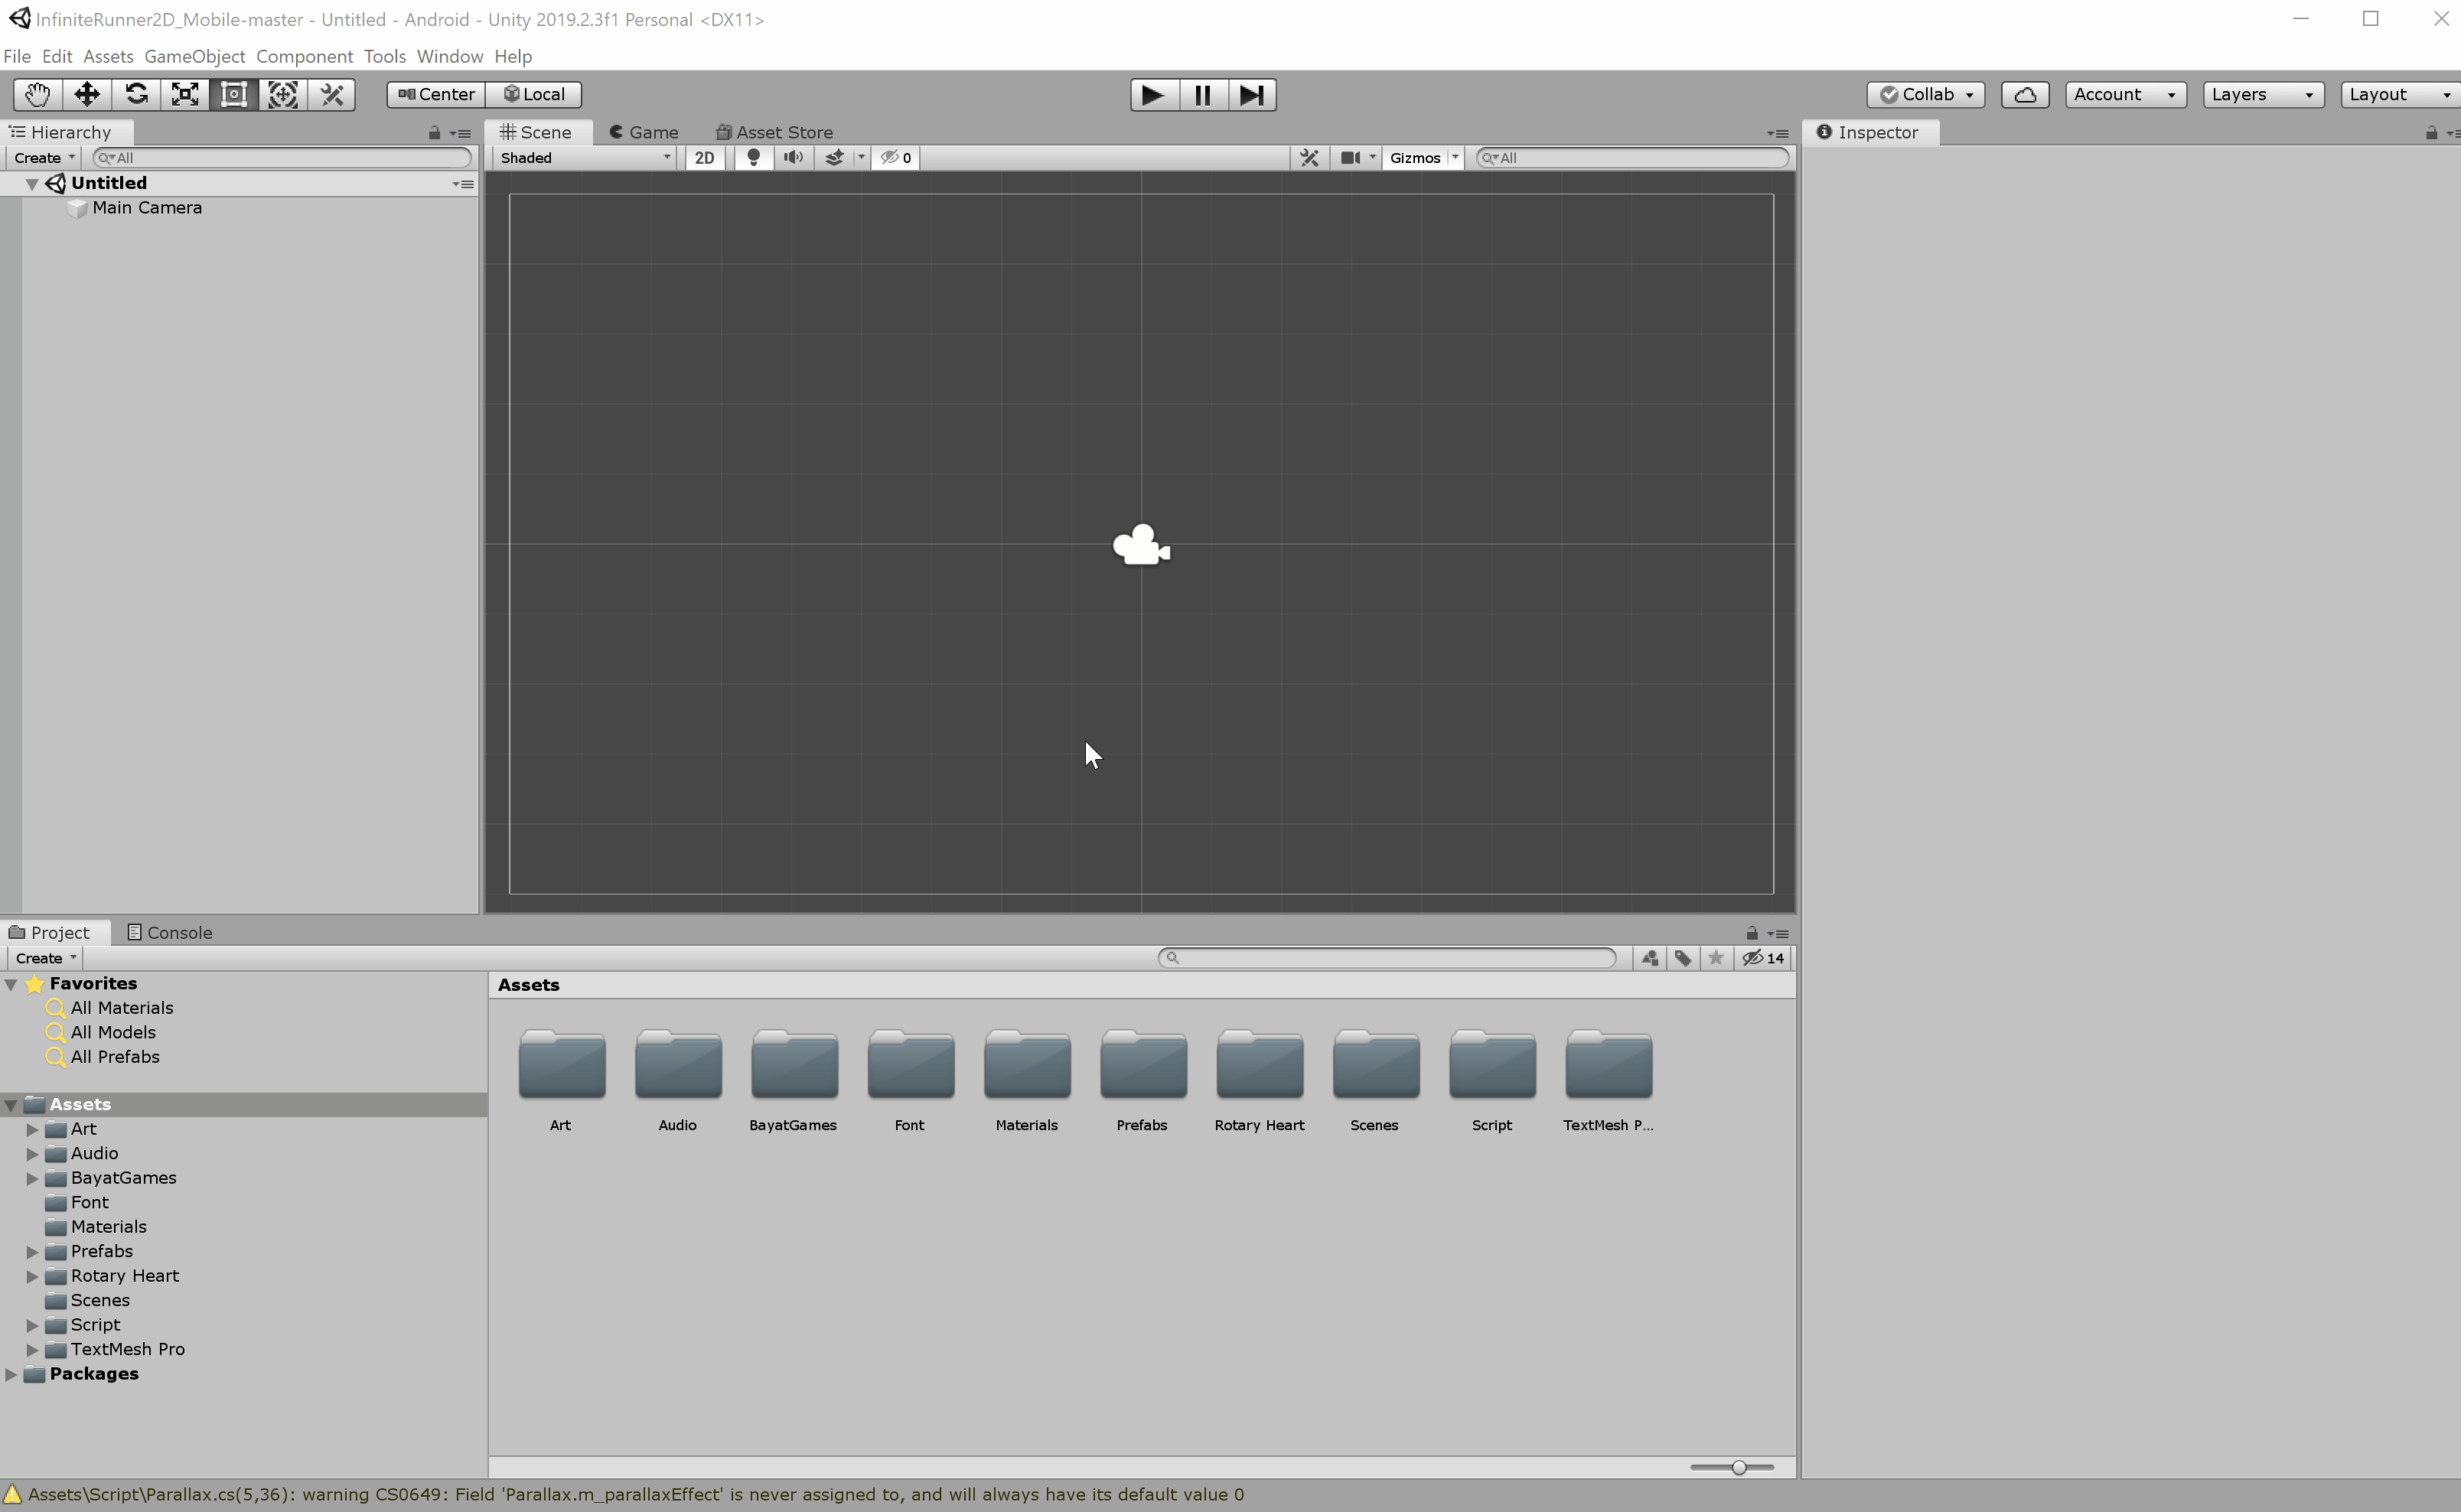 InfiniteRunner2D_Mobile-master - Untitled - Android - Unity 2019.2.3f1 Personal <DX11>
File Edit Assets GameObject Component Tools Window Help
Center Local Collab Account Layers Layout
Hierarchy
Create All
Untitled
Main Camera
Scene Game Asset Store
Shaded 2D 0 Gizmos All
Inspector
Project Console
Create 14
Favorites
All Materials
All Models
All Prefabs
Assets
Art
Audio
BayatGames
Font
Materials
Prefabs
Rotary Heart
Scenes
Script
TextMesh Pro
Packages
Assets
Art Audio BayatGames Font Materials Prefabs Rotary Heart Scenes Script TextMesh P...
Assets\Script\Parallax.cs(5,36): warning CS0649: Field 'Parallax.m_parallaxEffect' is never assigned to, and will always have its default value 0